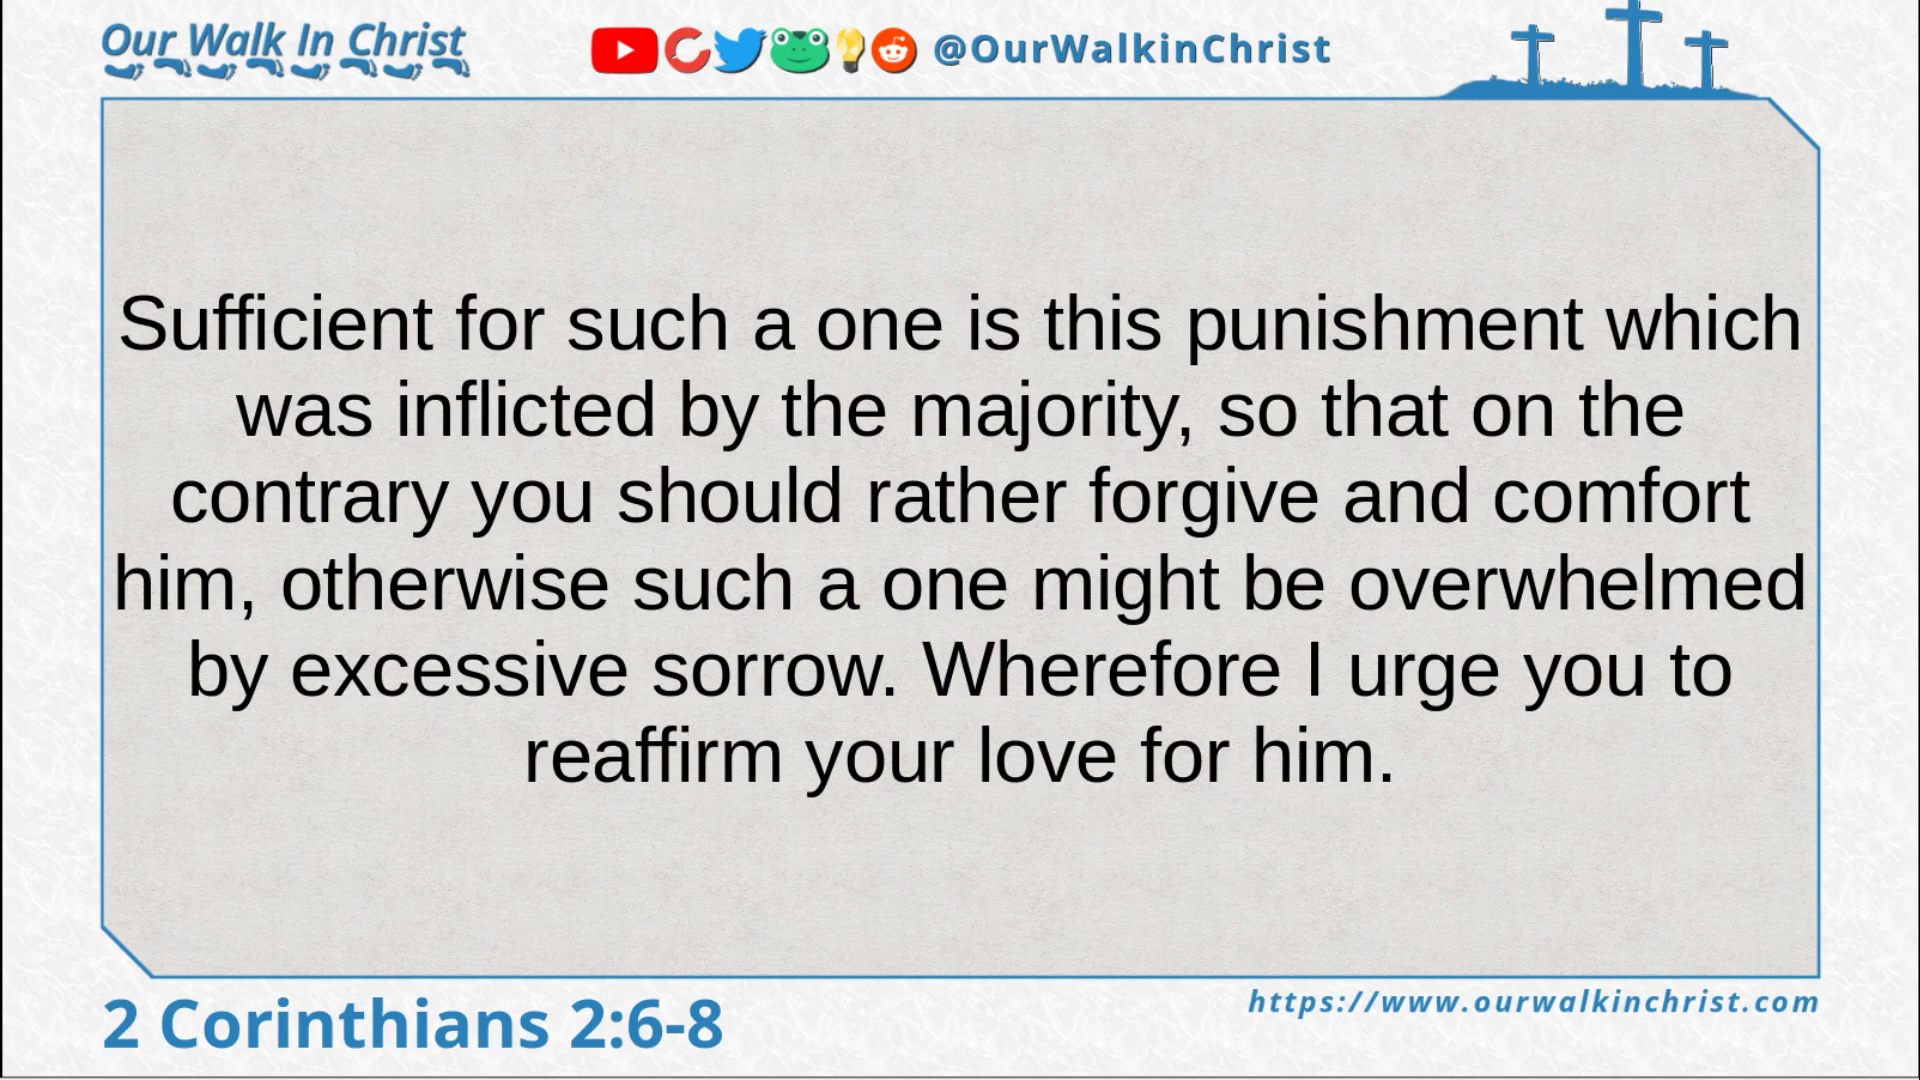 Our Walk In Christ
@OurWalkinChrist
Sufficient for such a one is this punishment which
was inflicted by the majority, so that on the
contrary you should rather forgive and comfort
him, otherwise such a one might be overwhelmed
by excessive sorrow. Wherefore I urge you to
reaffirm your love for him.
2 Corinthians 2:6-8
https://www.ourwalkinchrist.com